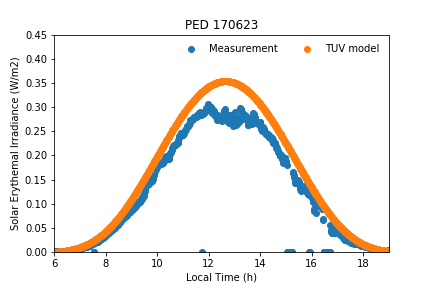 PED 170623
Measurement
TUV model
Solar Erythemal Irradiance (W/m2)
0.45
0.40
0.35
0.30
0.25
0.20
0.15
0.10
0.05
0.00
6 8 10 12 14 16 18
Local Time (h)